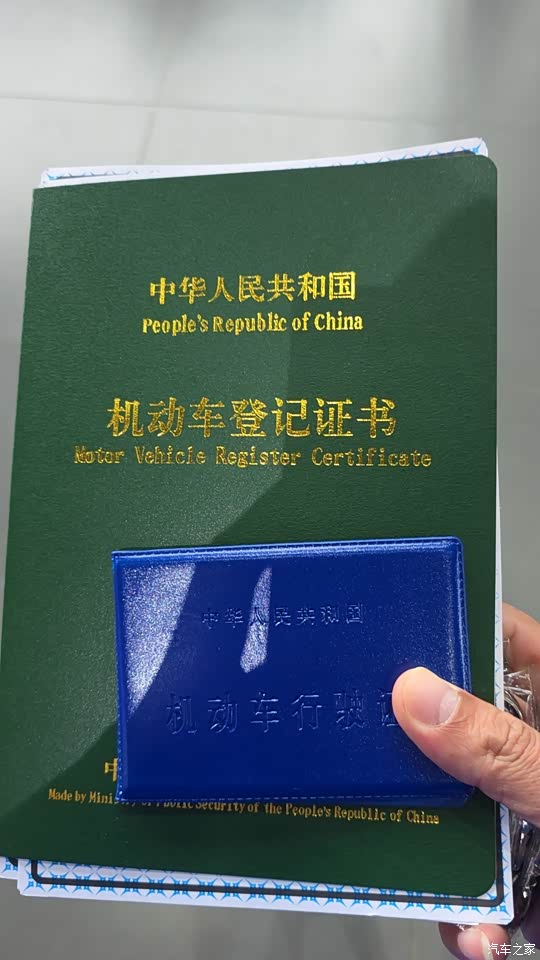 中华人民共和国
People's Republic of China
机动车登记证书
Motor Vehicle Register Certificate
中华人民共和国
机动车行驶证
中
Made by Mini of Public Security of the People's Republic of China
汽车之家